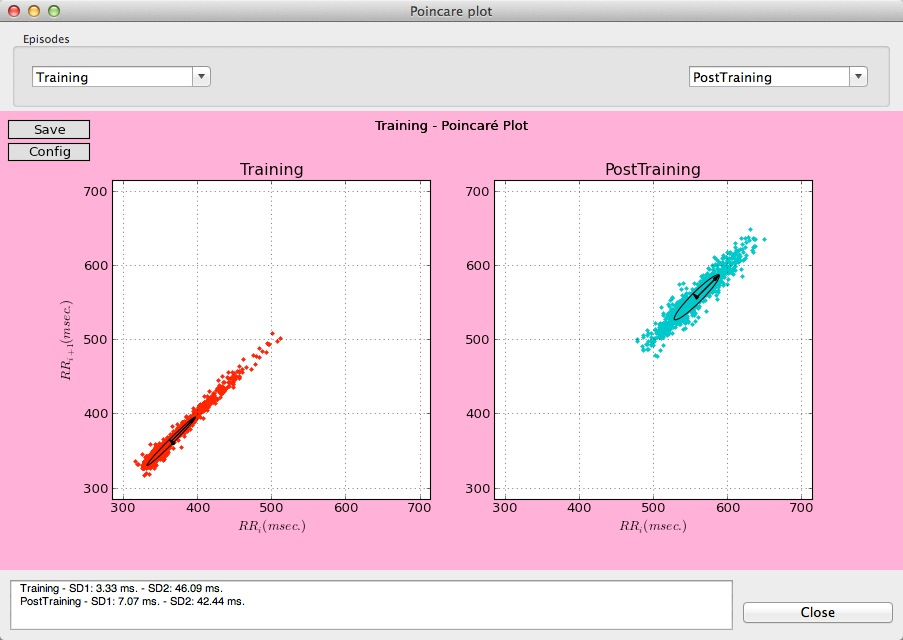 Poincare plot
Episodes
Training
PostTraining
Save
Config
Training - Poincaré Plot
Training
PostTraining
700
600
500
400
300
RR_{i+1}(msec.)
300 400 500 600 700
RR_i(msec.)
700
600
500
400
300
300 400 500 600 700
RR_i(msec.)
Training - SD1: 3.33 ms. - SD2: 46.09 ms.
PostTraining - SD1: 7.07 ms. - SD2: 42.44 ms.
Close